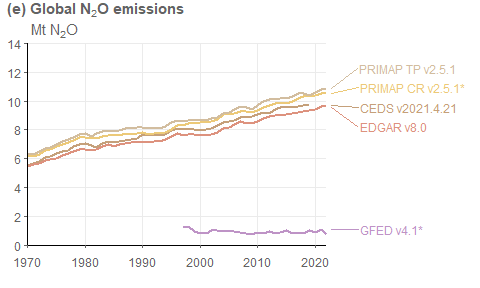 (e) Global N₂O emissions
Mt N₂O
14
12
10
8
6
4
2
0
1970 1980 1990 2000 2010 2020
PRIMAP TP v2.5.1
PRIMAP CR v2.5.1*
CEDS v2021.4.21
EDGAR v8.0
GFED v4.1*